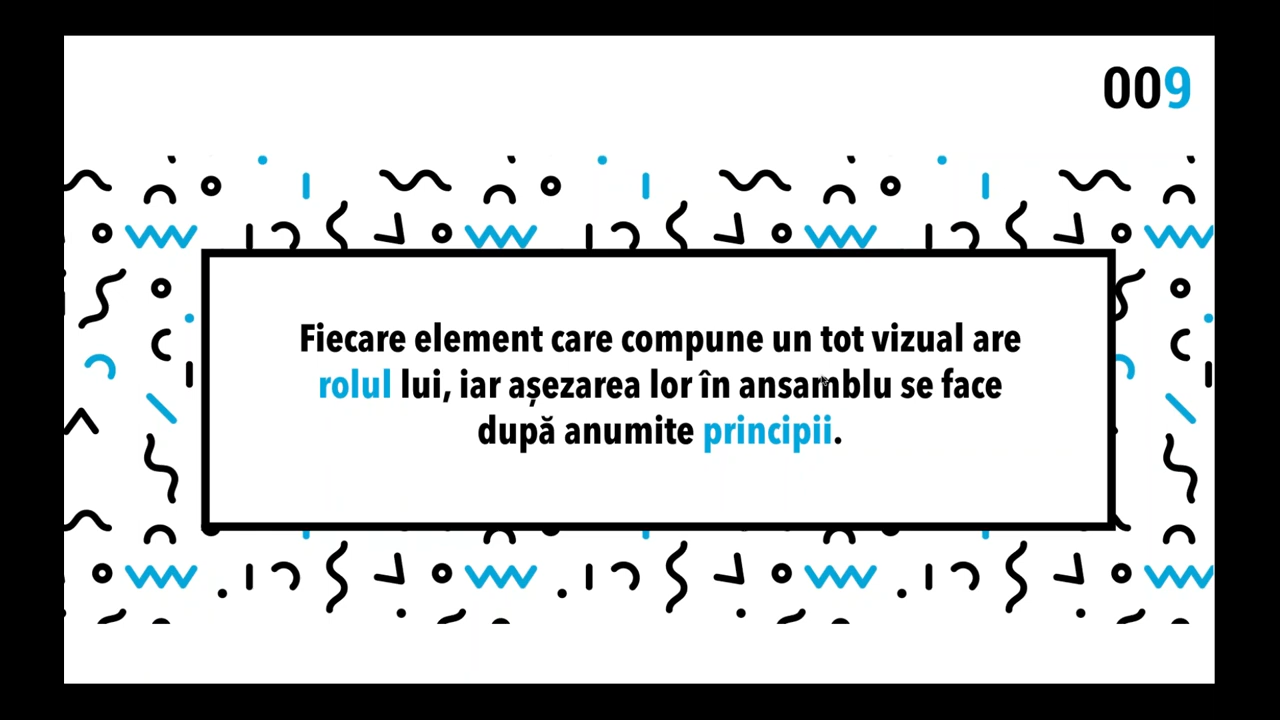 009
Fiecare element care compune un tot vizual are
rolul lui, iar așezarea lor în ansamblu se face
după anumite principii.